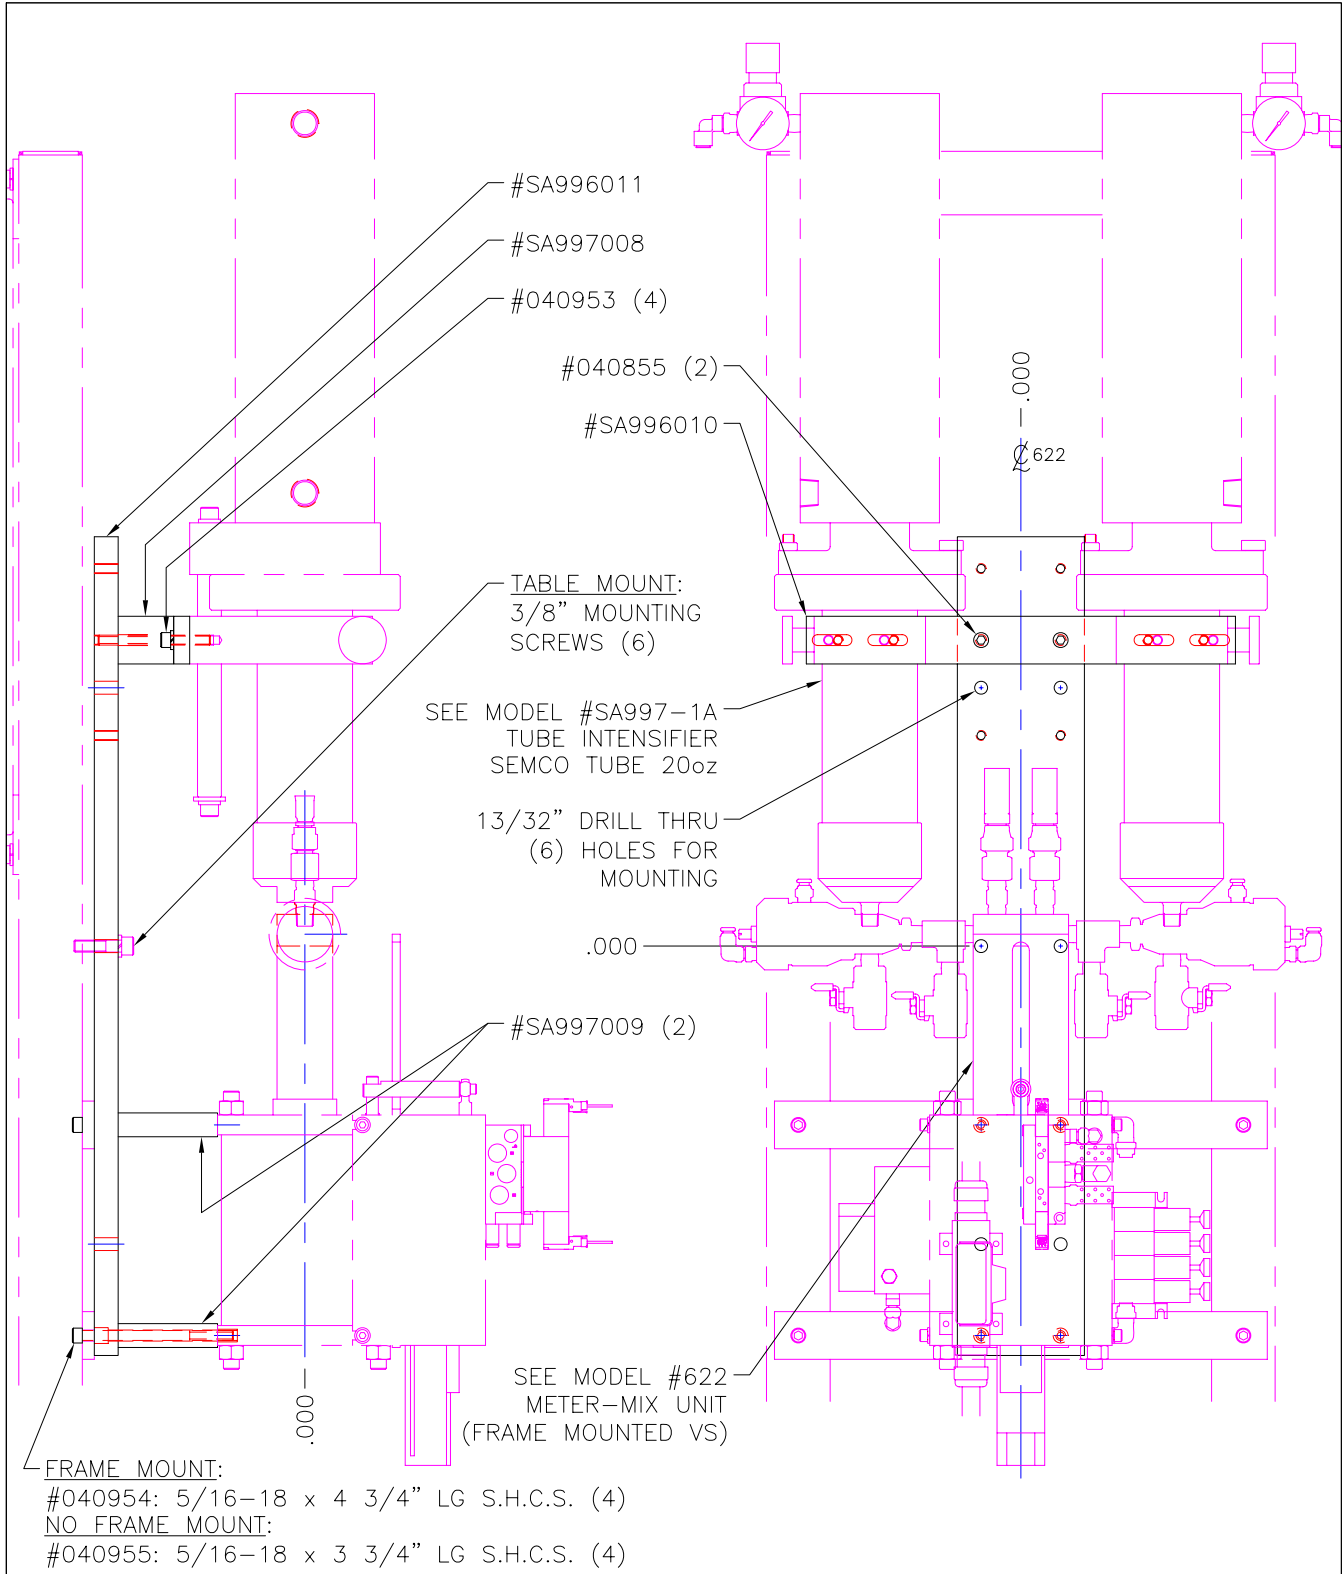 #SA996011
#SA997008
#040953 (4)
#040855 (2)
#SA996010
.000
℄ 622
TABLE MOUNT:
3/8" MOUNTING
SCREWS (6)
SEE MODEL #SA997-1A
TUBE INTENSIFIER
SEMCO TUBE 20oz
13/32" DRILL THRU
(6) HOLES FOR
MOUNTING
.000
#SA997009 (2)
SEE MODEL #622
METER-MIX UNIT
(FRAME MOUNTED VS)
.000
FRAME MOUNT:
#040954: 5/16-18 x 4 3/4" LG S.H.C.S. (4)
NO FRAME MOUNT:
#040955: 5/16-18 x 3 3/4" LG S.H.C.S. (4)